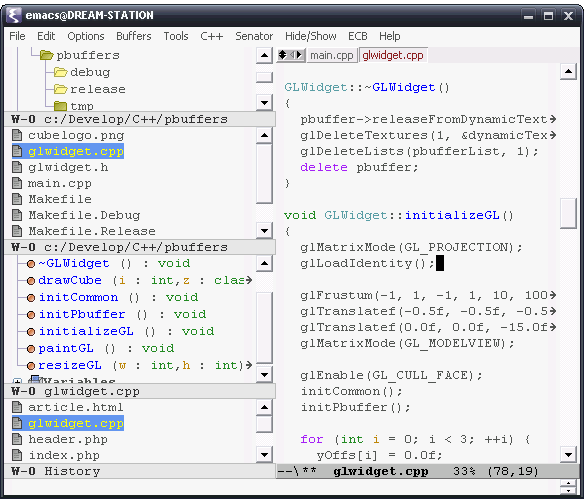 emacs@DREAM-STATION
File Edit Options Buffers Tools C++ Senator Hide/Show ECB Help
pbuffers
debug
release
tmp
W-0 c:/Develop/C++/pbuffers
cubelogo.png
glwidget.cpp
glwidget.h
main.cpp
Makefile
Makefile.Debug
Makefile.Release
W-0 c:/Develop/C++/pbuffers
~GLWidget () : void
drawCube (i : int,z : clas
initCommon () : void
initPbuffer () : void
initializeGL () : void
paintGL () : void
resizeGL (w : int,h : int)
Variables
W-0 glwidget.cpp
article.html
glwidget.cpp
header.php
index.php
W-0 History
main.cpp glwidget.cpp
GLWidget::~GLWidget()
{
pbuffer->releaseFromDynamicText
glDeleteTextures(1, &dynamicTex
glDeleteLists(pbufferList, 1);
delete pbuffer;
}
void GLWidget::initializeGL()
{
glMatrixMode(GL_PROJECTION);
glLoadIdentity();
glFrustum(-1, 1, -1, 1, 10, 100
glTranslatef(-0.5f, -0.5f, -0.5
glTranslatef(0.0f, 0.0f, -15.0f
glMatrixMode(GL_MODELVIEW);
glEnable(GL_CULL_FACE);
initCommon();
initPbuffer();
for (int i = 0; i < 3; ++i) {
yOffs[i] = 0.0f;
--\** glwidget.cpp 33% (78,19)